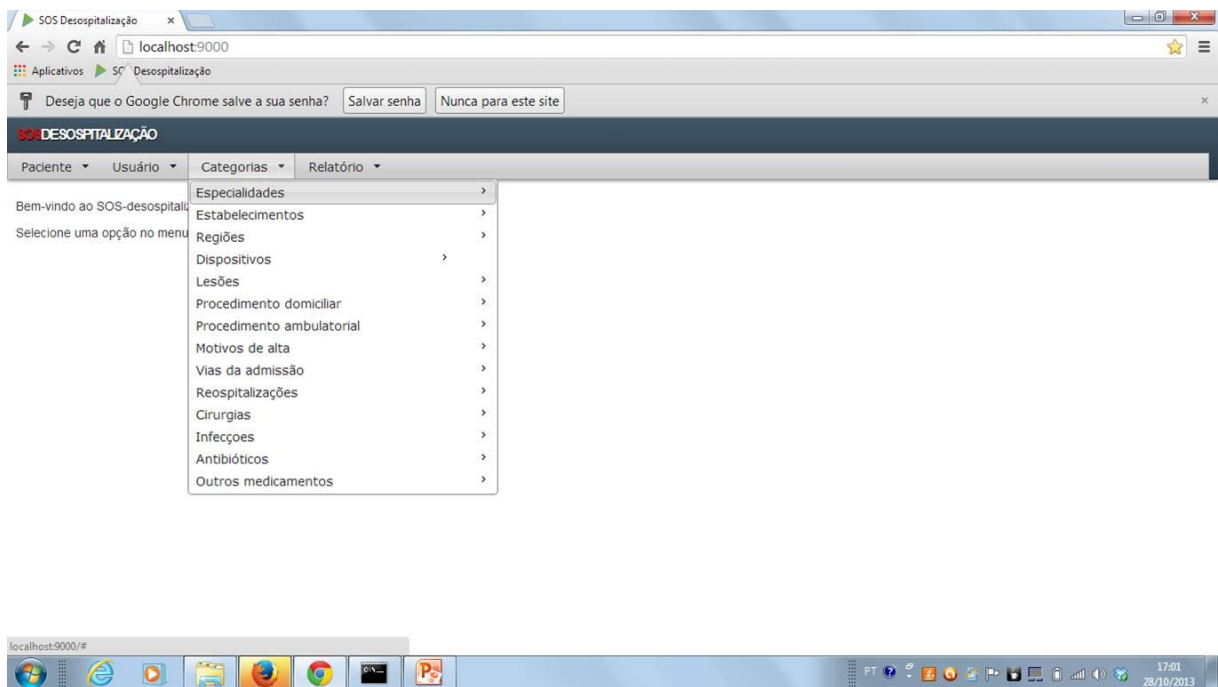 SOS Desospitalização
localhost:9000
Aplicativos Desospitalização
Deseja que o Google Chrome salve a sua senha? Salvar senha Nunca para este site
SOSDESOSPITALIZAÇÃO
Paciente Usuário Categorias Relatório
Bem-vindo ao
Selecione uma opção no menu
Especialidades
Estabelecimentos
Regiões
Dispositivos
Lesões
Procedimento domiciliar
Procedimento ambulatorial
Motivos de alta
Vias da admissão
Reospitalizações
Cirurgias
Infecçoes
Antibióticos
Outros medicamentos
localhost:9000/#
PT
17:01
28/10/2013